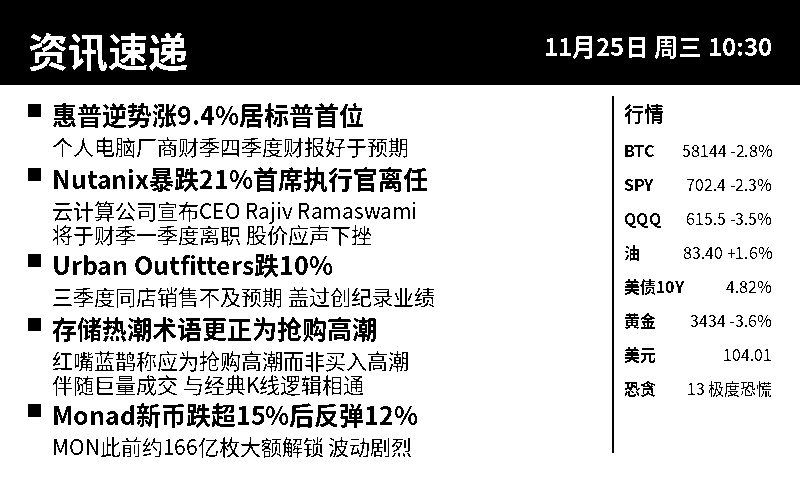 资讯速递
11月25日 周三 10:30
惠普逆势涨9.4%居标普首位
个人电脑厂商财季四季度财报好于预期
Nutanix暴跌21%首席执行官离任
云计算公司宣布CEO Rajiv Ramaswami
将于财季一季度离职 股价应声下挫
Urban Outfitters跌10%
三季度同店销售不及预期 盖过创纪录业绩
存储热潮术语更正为抢购高潮
红嘴蓝鹊称应为抢购高潮而非买入高潮
伴随巨量成交 与经典K线逻辑相通
Monad新币跌超15%后反弹12%
MON此前约166亿枚大额解锁 波动剧烈
行情
BTC 58144 -2.8%
SPY 702.4 -2.3%
QQQ 615.5 -3.5%
油 83.40 +1.6%
美债10Y 4.82%
黄金 3434 -3.6%
美元 104.01
恐贪 13 极度恐慌